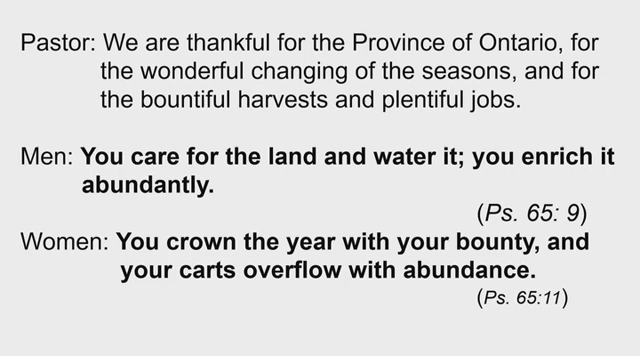 Pastor: We are thankful for the Province of Ontario, for
the wonderful changing of the seasons, and for
the bountiful harvests and plentiful jobs.
Men: You care for the land and water it; you enrich it
abundantly.
(Ps. 65: 9)
Women: You crown the year with your bounty, and
your carts overflow with abundance.
(Ps. 65:11)